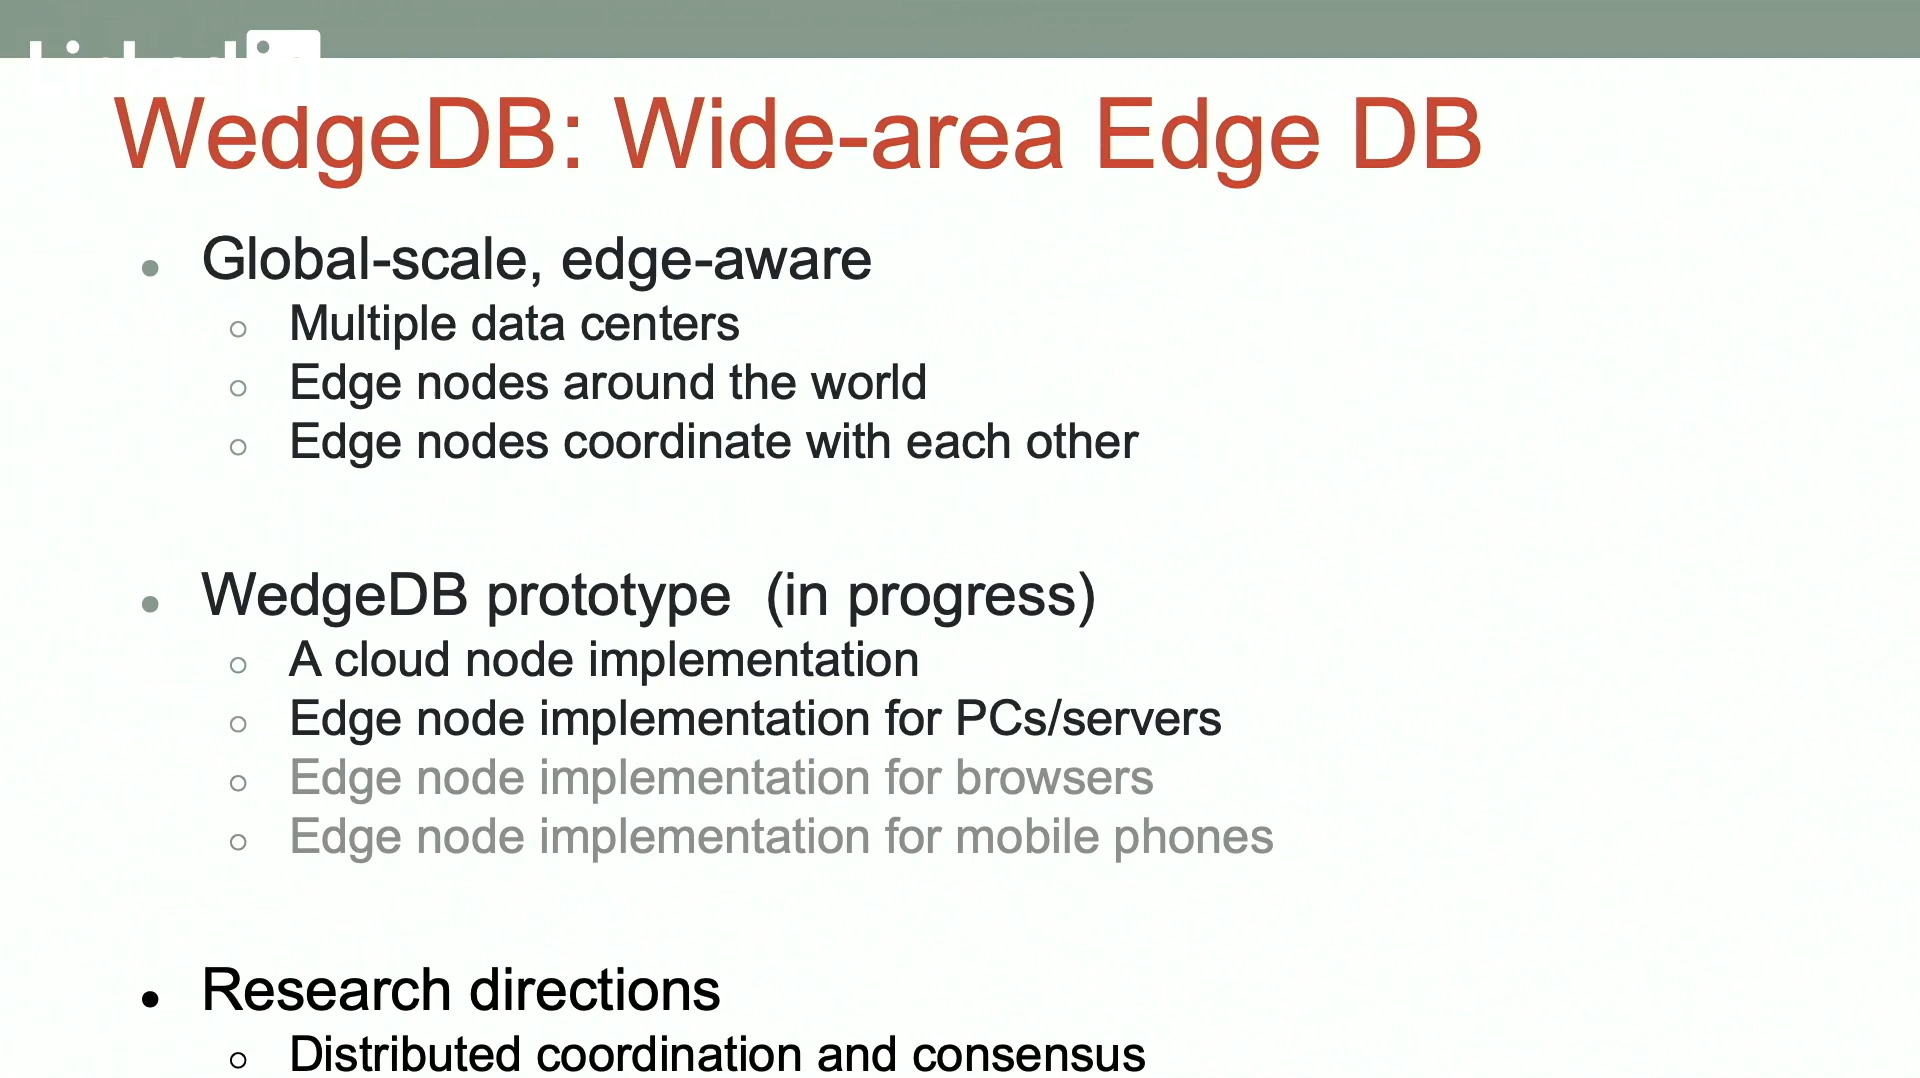 LinkedIn
WedgeDB: Wide-area Edge DB
Global-scale, edge-aware
Multiple data centers
Edge nodes around the world
Edge nodes coordinate with each other
WedgeDB prototype (in progress)
A cloud node implementation
Edge node implementation for PCs/servers
Edge node implementation for browsers
Edge node implementation for mobile phones
Research directions
Distributed coordination and consensus